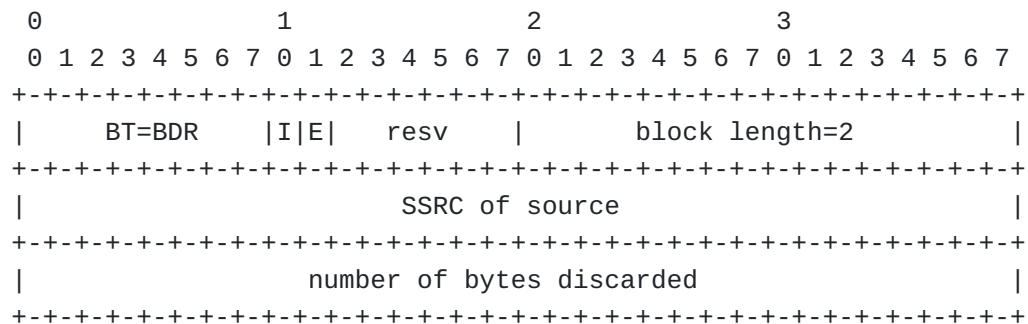 0                   1                   2                   3
 0 1 2 3 4 5 6 7 0 1 2 3 4 5 6 7 0 1 2 3 4 5 6 7 0 1 2 3 4 5 6 7
+-+-+-+-+-+-+-+-+-+-+-+-+-+-+-+-+-+-+-+-+-+-+-+-+-+-+-+-+-+-+-+-+
|     BT=BDR    |I|E|   resv    |       block length=2          |
+-+-+-+-+-+-+-+-+-+-+-+-+-+-+-+-+-+-+-+-+-+-+-+-+-+-+-+-+-+-+-+-+
|                        SSRC of source                         |
+-+-+-+-+-+-+-+-+-+-+-+-+-+-+-+-+-+-+-+-+-+-+-+-+-+-+-+-+-+-+-+-+
|                  number of bytes discarded                    |
+-+-+-+-+-+-+-+-+-+-+-+-+-+-+-+-+-+-+-+-+-+-+-+-+-+-+-+-+-+-+-+-+